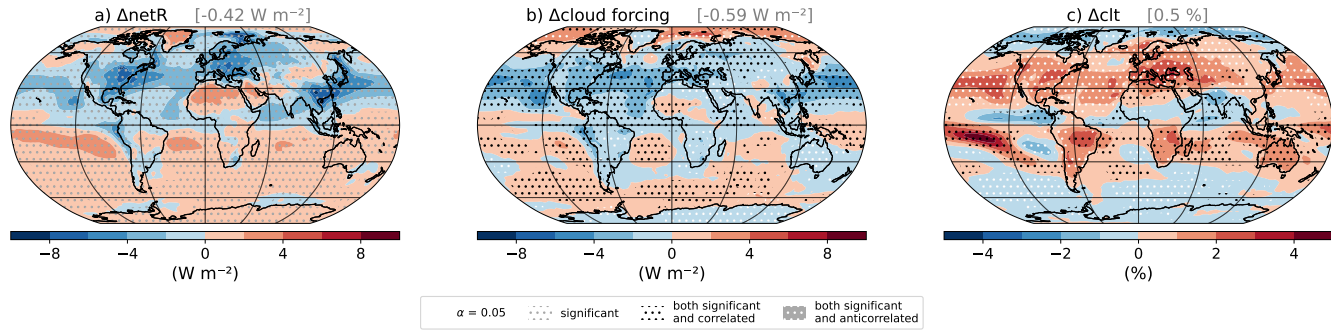 a) ΔnetR [-0.42 W m⁻²]
b) Δcloud forcing [-0.59 W m⁻²]
c) Δclt [0.5 %]
−8 −4 0 4 8
(W m⁻²)
−8 −4 0 4 8
(W m⁻²)
−4 −2 0 2 4
(%)
α = 0.05
significant
both significant
and correlated
both significant
and anticorrelated